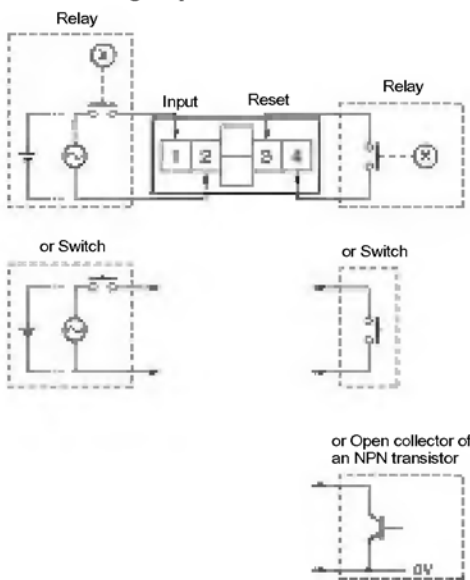 Relay
Input
Reset
Relay
1 2 3 4
or Switch
or Switch
or Open collector of
an NPN transistor
0V